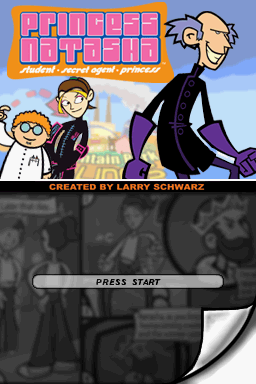 PRINCESS
NATASHA
student • secret agent • princess
CREATED BY LARRY SCHWARZ
PRESS START